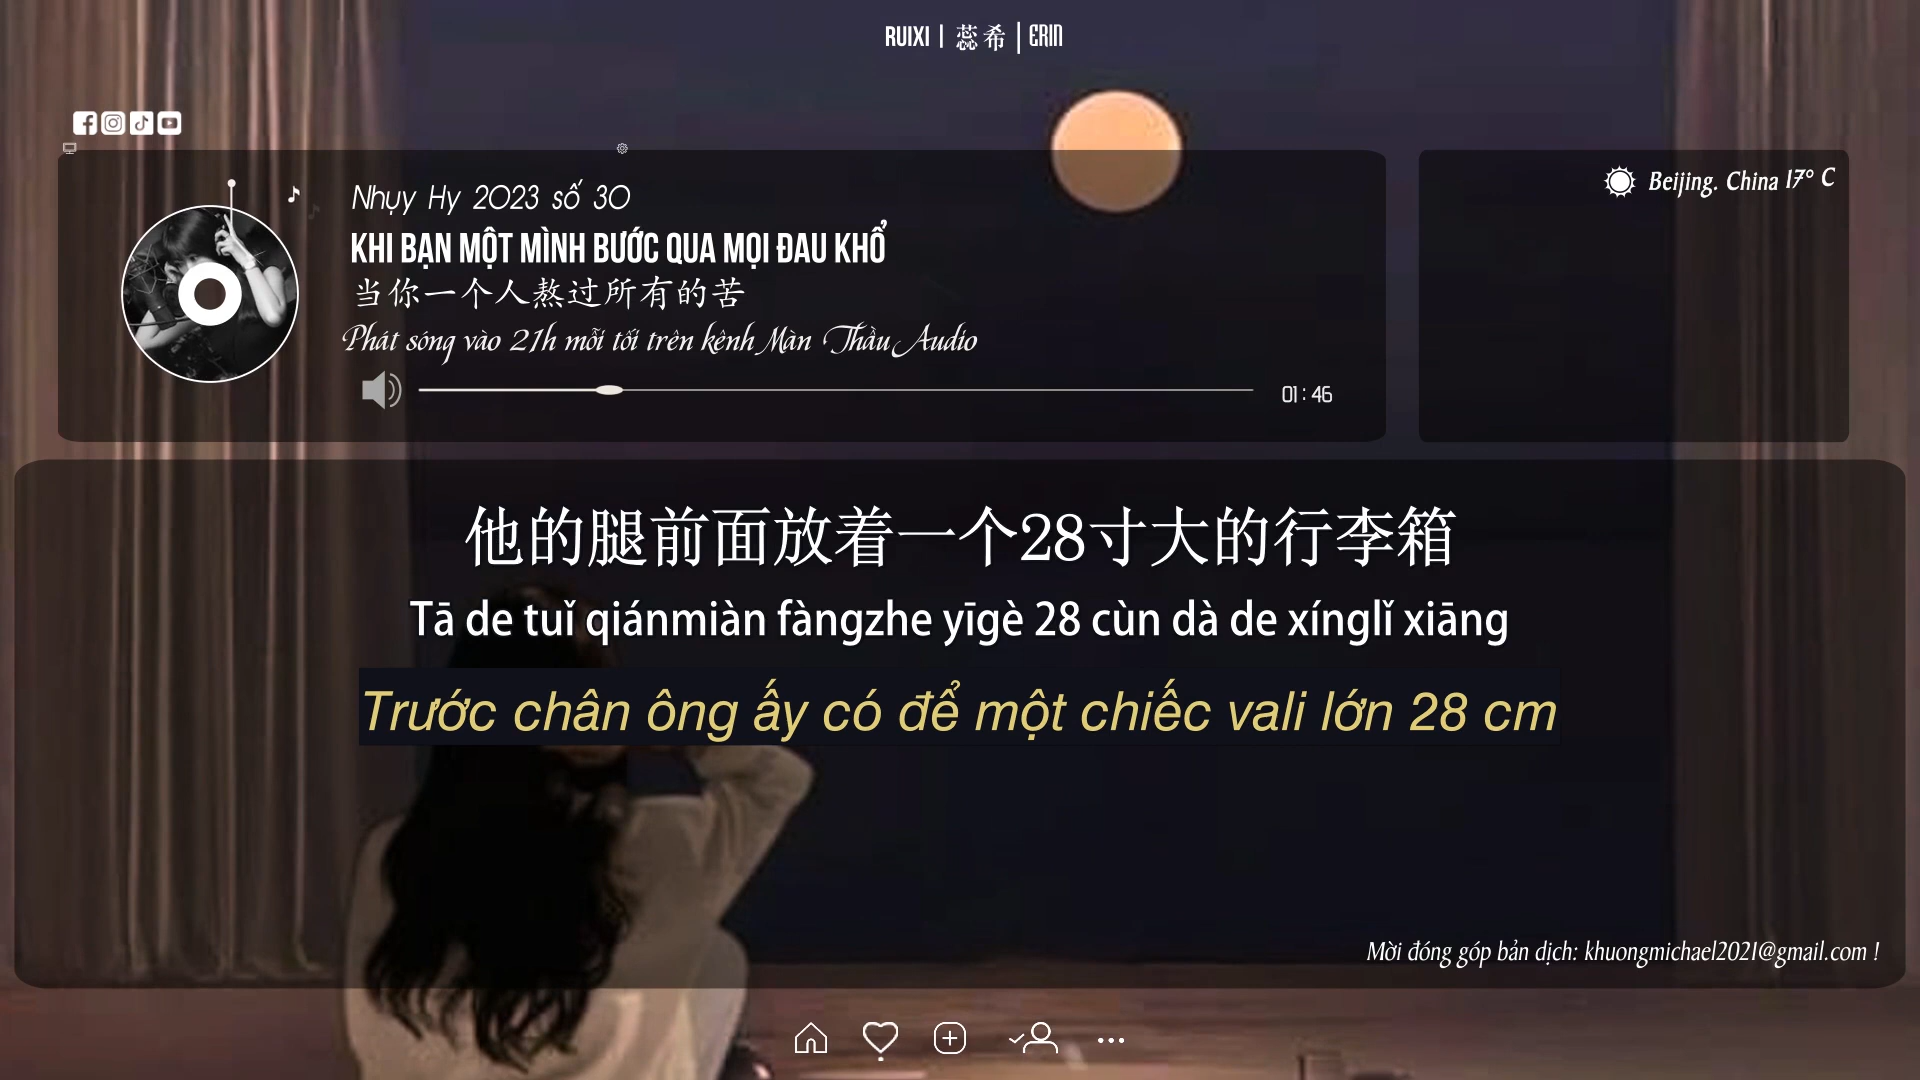 RUIXI | 蕊希 | ERIN
Nhụy Hy 2023 số 30
KHI BẠN MỘT MÌNH BƯỚC QUA MỌI ĐAU KHỔ
当你一个人熬过所有的苦
Phát sóng vào 21h mỗi tối trên kênh Màn Thầu Audio
01 : 46
Beijing. China 17° C
他的腿前面放着一个28寸大的行李箱
Tā de tuǐ qiánmiàn fàngzhe yīgè 28 cùn dà de xínglǐ xiāng
Trước chân ông ấy có để một chiếc vali lớn 28 cm
Mời đóng góp bản dịch: khuongmichael2021@gmail.com !